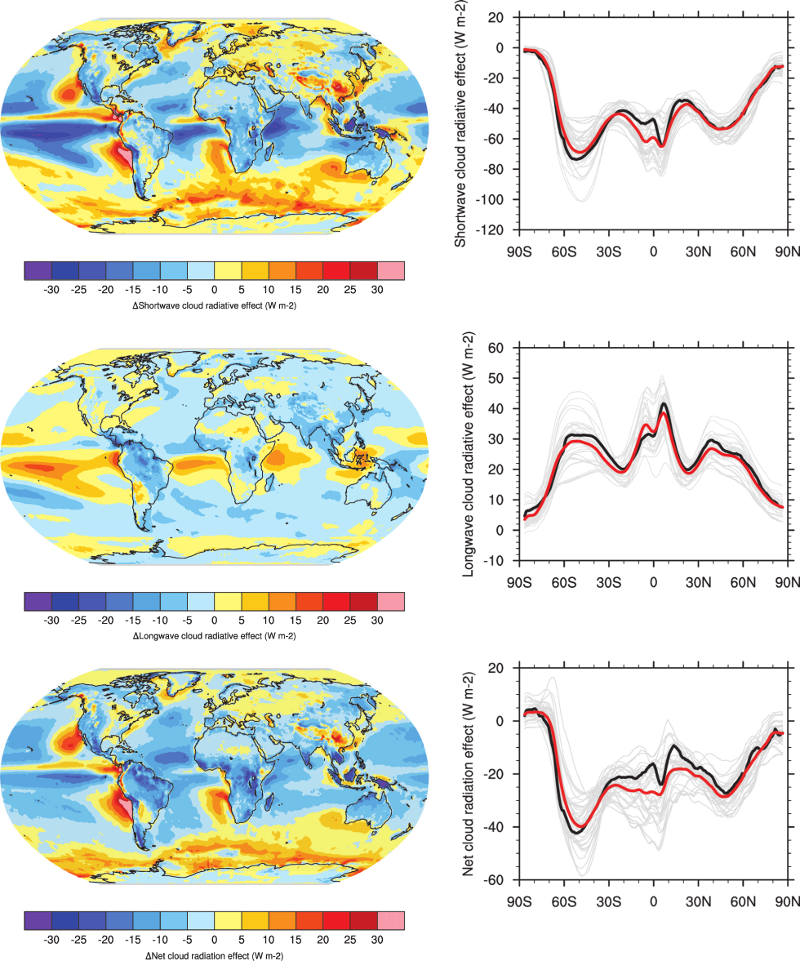 20
0
-20
-40
-60
-80
-100
-120
Shortwave cloud radiative effect (W m-2)
90S 60S 30S 0 30N 60N 90N
-30 -25 -20 -15 -10 -5 0 5 10 15 20 25 30
ΔShortwave cloud radiative effect (W m-2)
60
50
40
30
20
10
0
-10
Longwave cloud radiative effect (W m-2)
90S 60S 30S 0 30N 60N 90N
-30 -25 -20 -15 -10 -5 0 5 10 15 20 25 30
ΔLongwave cloud radiative effect (W m-2)
20
0
-20
-40
-60
Net cloud radiation effect (W m-2)
90S 60S 30S 0 30N 60N 90N
-30 -25 -20 -15 -10 -5 0 5 10 15 20 25 30
ΔNet cloud radiation effect (W m-2)